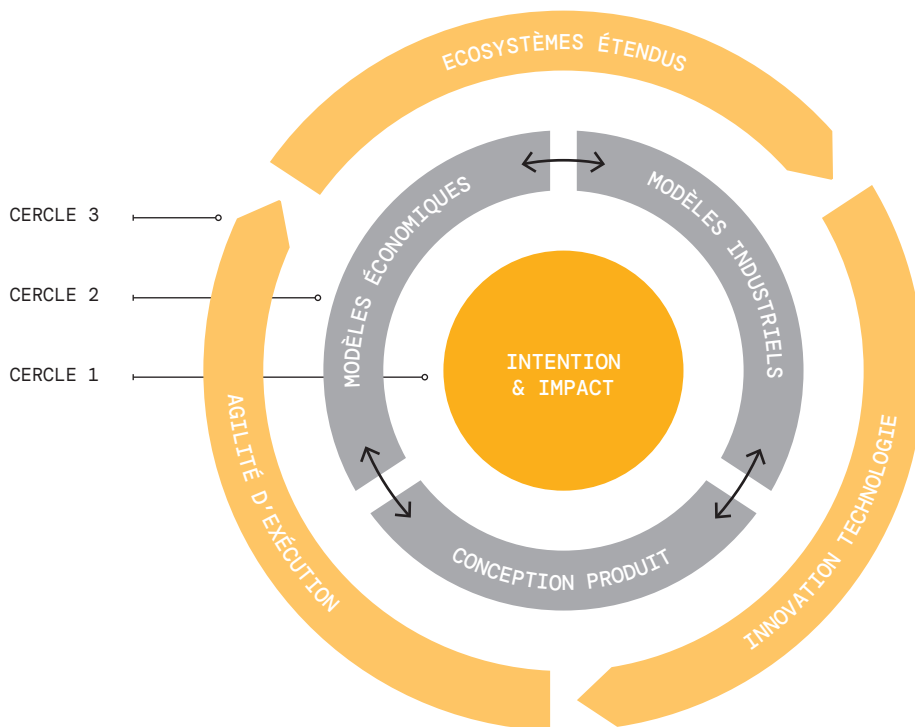 ECOSYSTÈMES ÉTENDUS
MODÈLES ÉCONOMIQUES
MODÈLES INDUSTRIELS
CERCLE 3
CERCLE 2
CERCLE 1
INTENTION
& IMPACT
AGILITÉ D'EXÉCUTION
CONCEPTION PRODUIT
INNOVATION TECHNOLOGIE